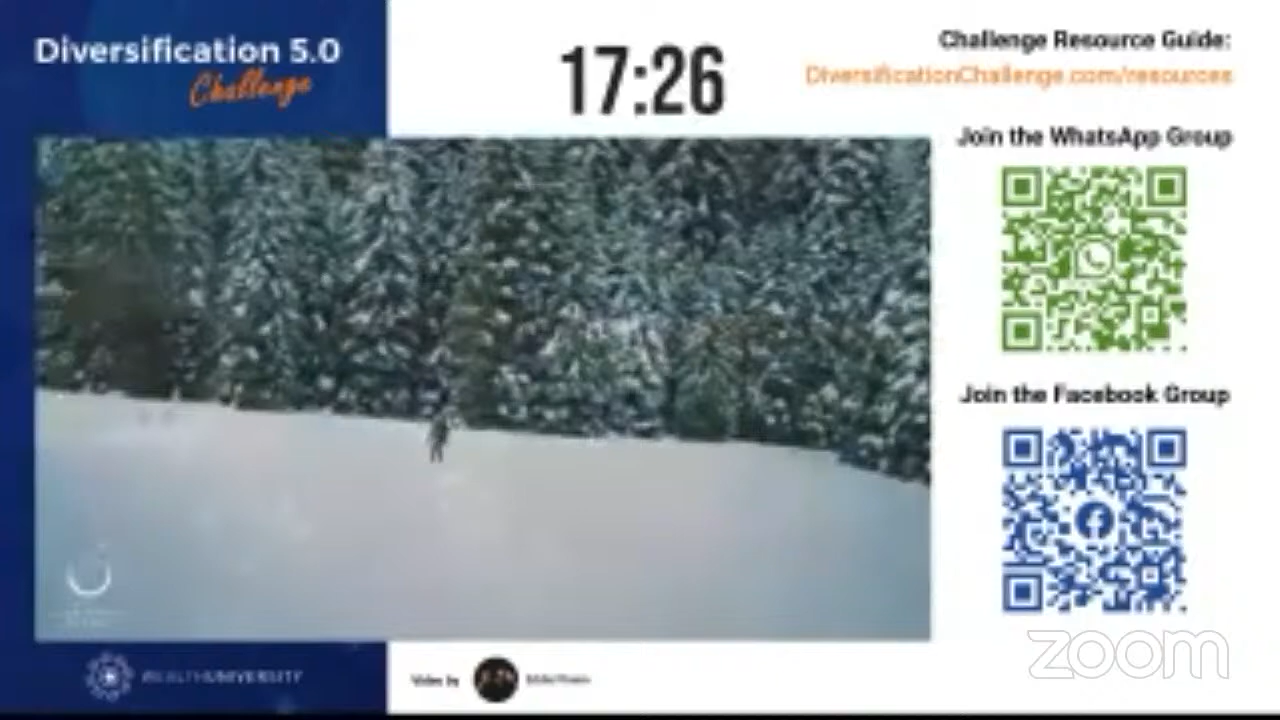 Diversification 5.0
Challenge
17:26
Challenge Resource Guide:
DiversificationChallenge.com/resources
Join the WhatsApp Group
Join the Facebook Group
zoom
WEALTHUNIVERSITY
Video by